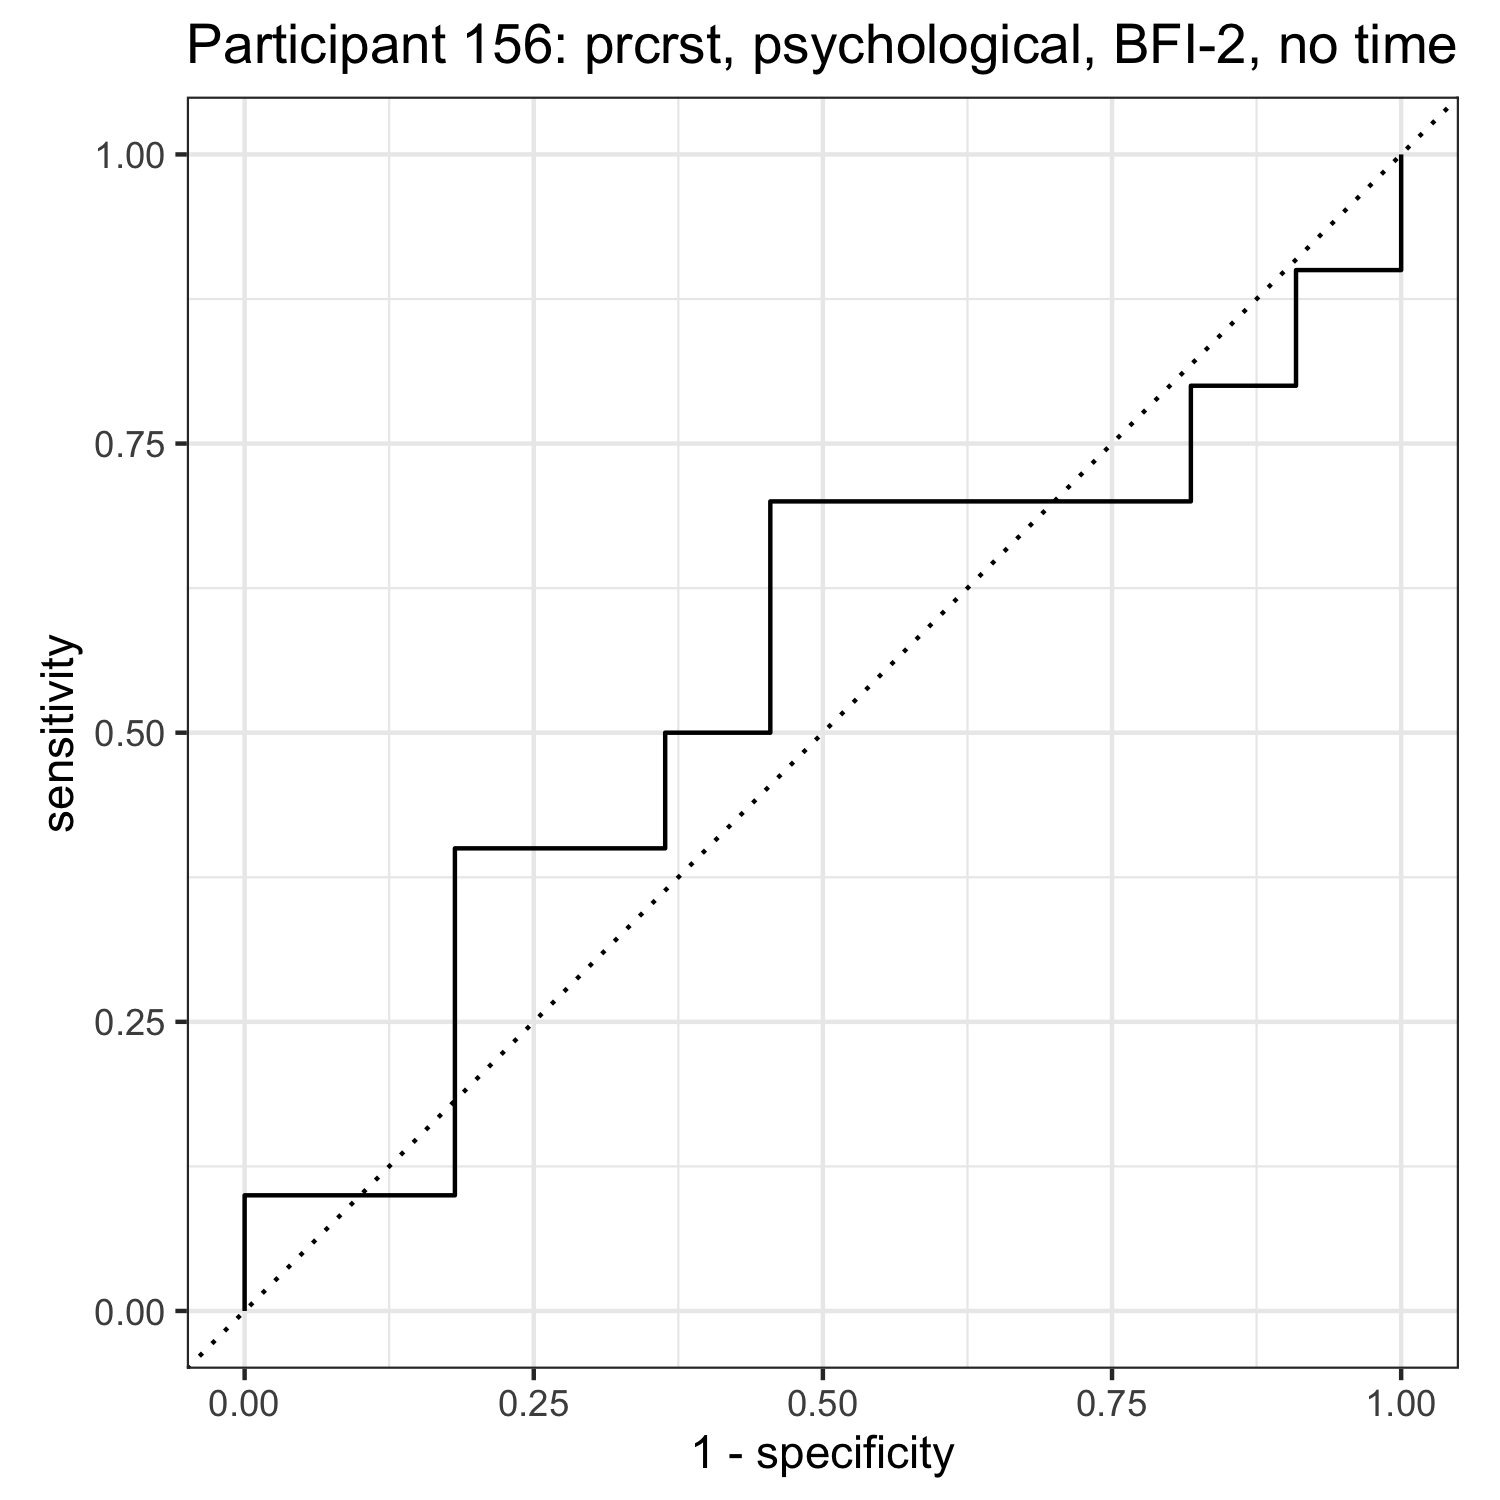 Participant 156: prcrst, psychological, BFI-2, no time
1.00
0.75
0.50
0.25
0.00
sensitivity
0.00 0.25 0.50 0.75 1.00
1 - specificity